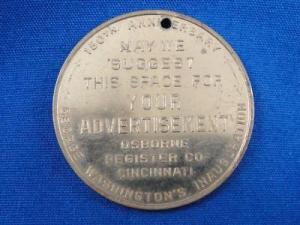 150TH ANNIVERSARY
MAY WE
SUGGEST
THIS SPACE FOR
YOUR
ADVERTISEMENT
OSBORNE
REGISTER CO.
CINCINNATI
GEORGE WASHINGTON'S INAUGURATION